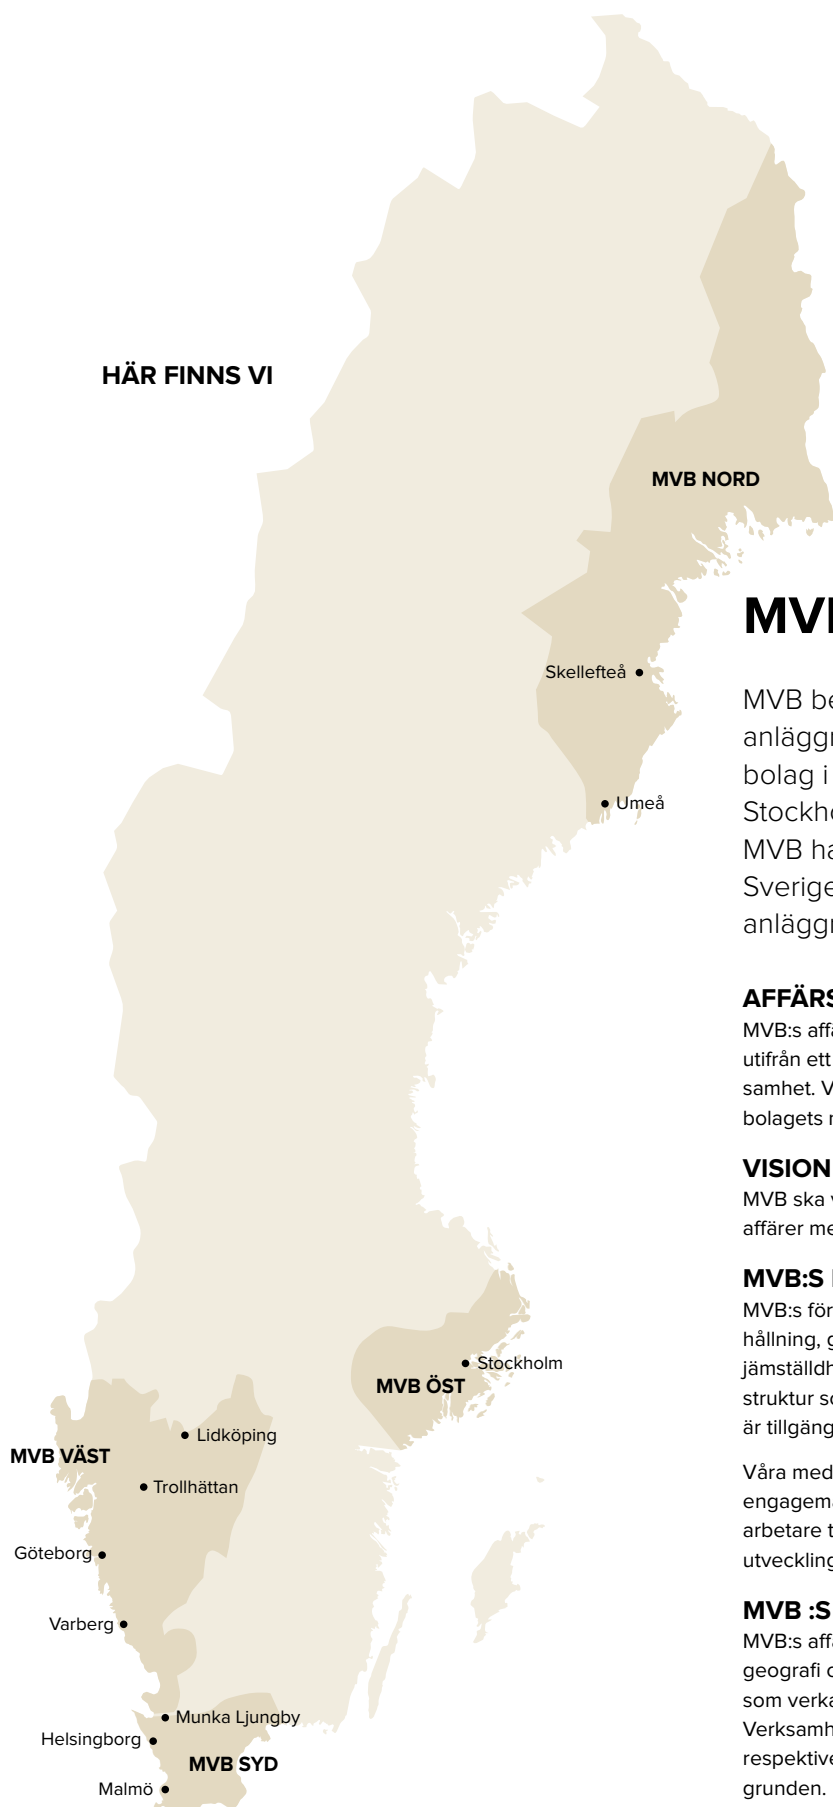 HÄR FINNS VI
MVB NORD
Skellefteå
Umeå
Stockholm
MVB ÖST
Lidköping
MVB VÄST
Trollhättan
Göteborg
Varberg
Munka Ljungby
Helsingborg
MVB SYD
Malmö
MVB be
anläggn
bolag i
Stockho
MVB ha
Sverige
anläggn
AFFÄRS
MVB:s affä
utifrån ett
samhet. V
bolagets
VISION
MVB ska v
affärer me
MVB:S
MVB:s för
hållning, g
jämställdh
struktur so
är tillgäng
Våra med
engagema
arbetare t
utveckling
MVB :S
MVB:s affä
geografi o
som verka
Verksamh
respektive
grunden.